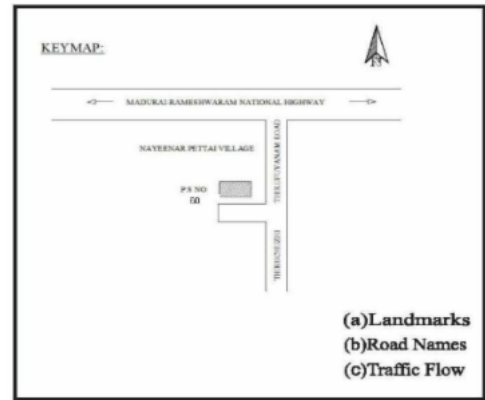 KEYMAP:
N
MADURAI-RAMESHWARAM NATIONAL HIGHWAY
NAYEENAR PETTAI VILLAGE
P.S NO
60
(a)Landmarks
(b)Road Names
(c)Traffic Flow